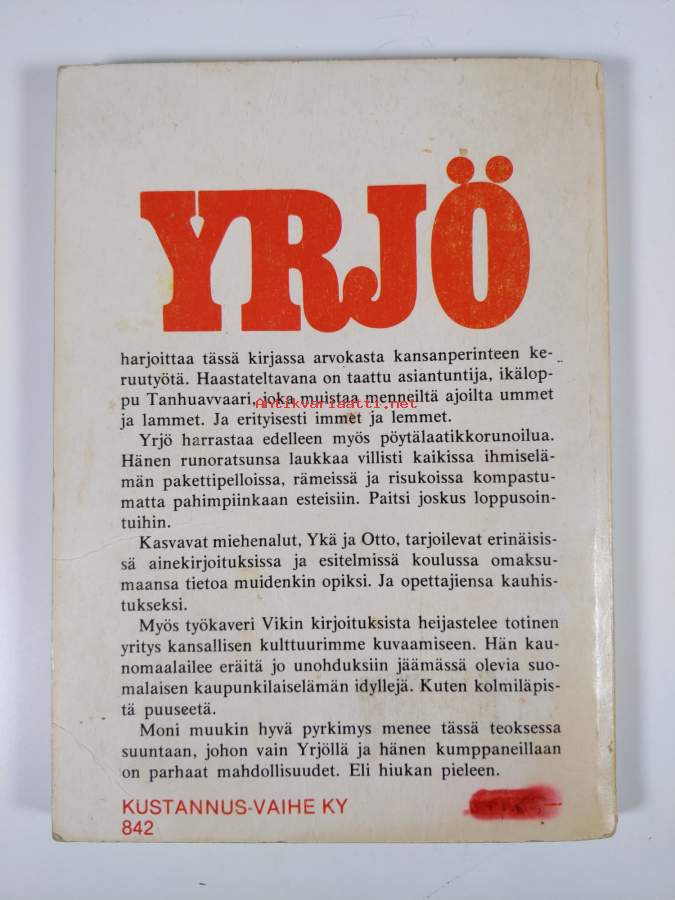 YRJÖ
harjoittaa tässä kirjassa arvokasta kansanperinteen ke-
ruutyötä. Haastateltavana on taattu asiantuntija, ikälop-
pu Tanhuavvaari, joka muistaa menneiltä ajoilta ummet
Antikvariaatti.net
ja lammet. Ja erityisesti immet ja lemmet.
Yrjö harrastaa edelleen myös pöytälaatikkorunoilua.
Hänen runoratsunsa laukkaa villisti kaikissa ihmiselä-
män pakettipelloissa, rämeissä ja risukoissa kompastu-
matta pahimpiinkaan esteisiin. Paitsi joskus loppusoin-
tuihin.
Kasvavat miehenalut, Ykä ja Otto, tarjoilevat erinäisis-
sä ainekirjoituksissa ja esitelmissä koulussa omaksu-
maansa tietoa muidenkin opiksi. Ja opettajiensa kauhis-
tukseksi.
Myös työkaveri Vikin kirjoituksista heijastelee totinen
yritys kansallisen kulttuurimme kuvaamiseen. Hän kau-
nomaalailee eräitä jo unohduksiin jäämässä olevia suo-
malaisen kaupunkilaiselämän idyllejä. Kuten kolmiläpis-
tä puuseetä.
Moni muukin hyvä pyrkimys menee tässä teoksessa
suuntaan, johon vain Yrjöllä ja hänen kumppaneillaan
on parhaat mahdollisuudet. Eli hiukan pieleen.
KUSTANNUS-VAIHE KY
842